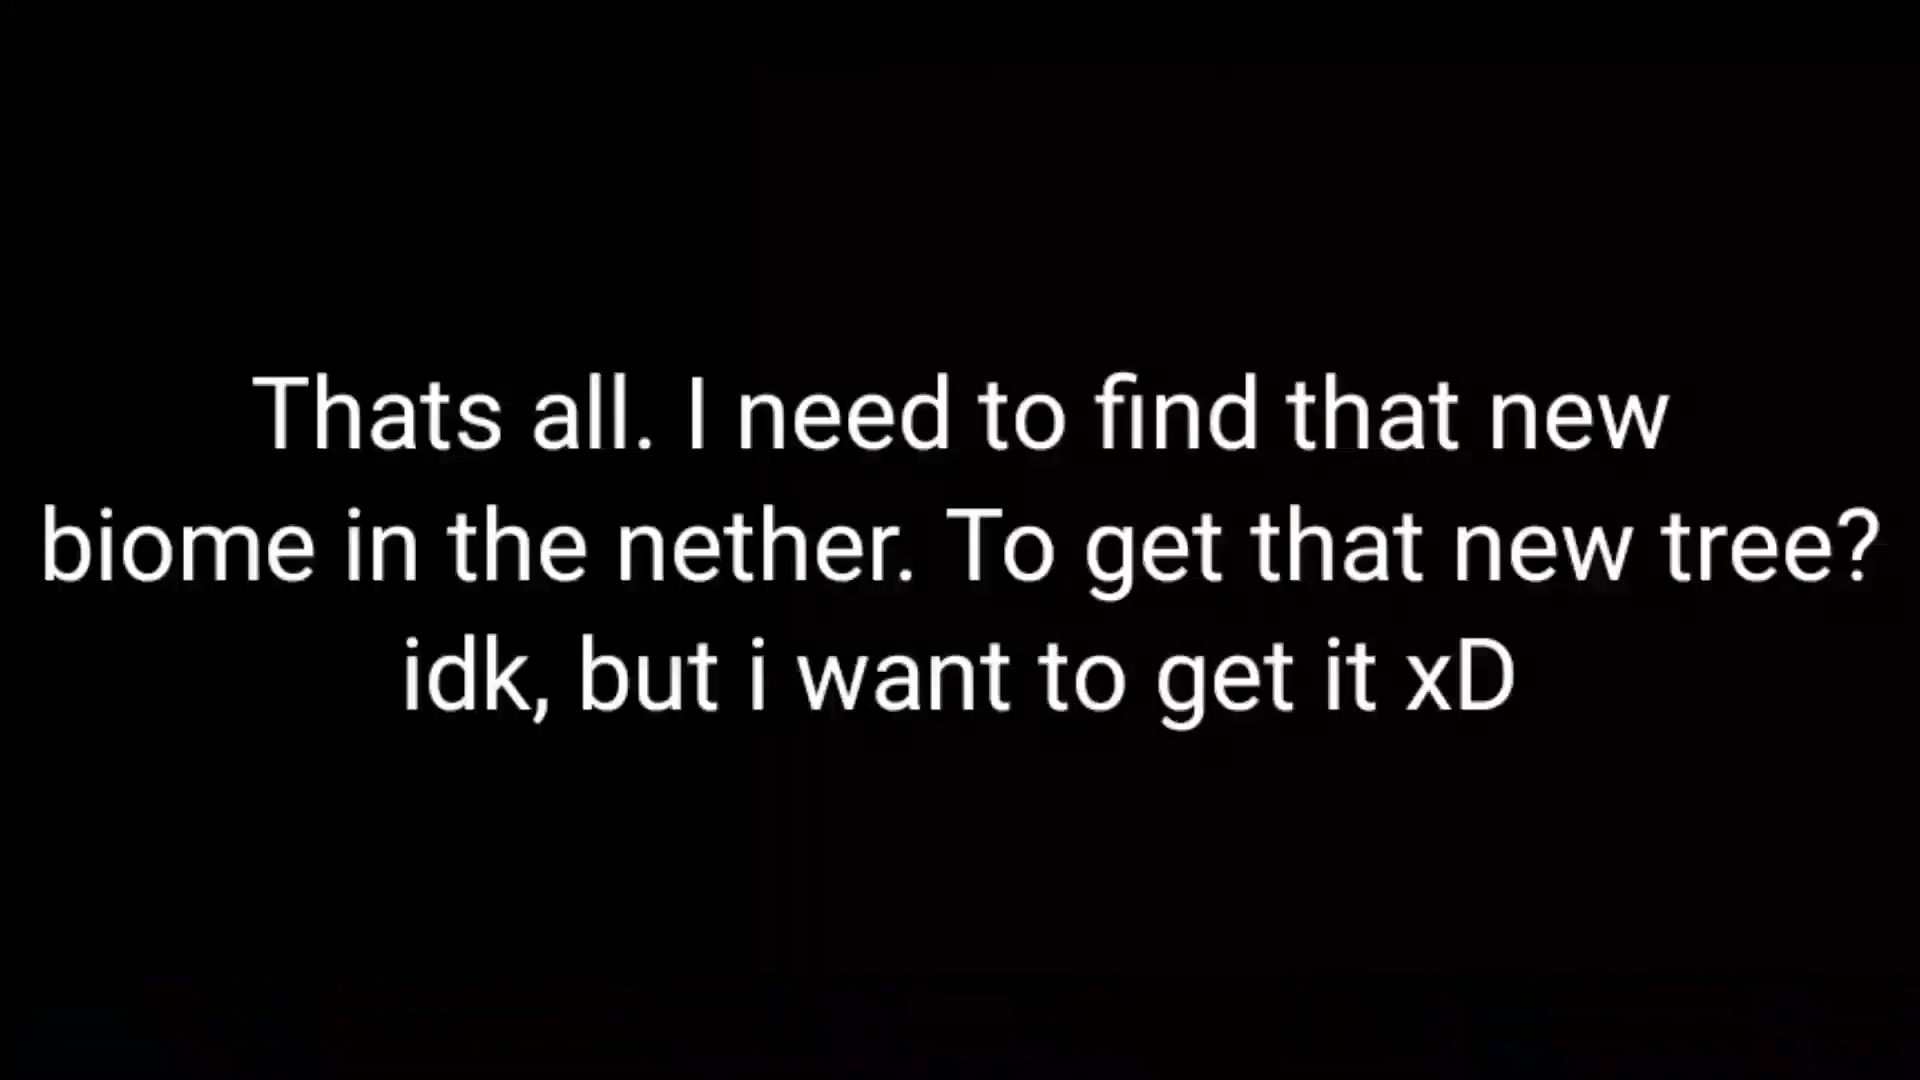 Thats all. I need to find that new
biome in the nether. To get that new tree?
idk, but i want to get it xD